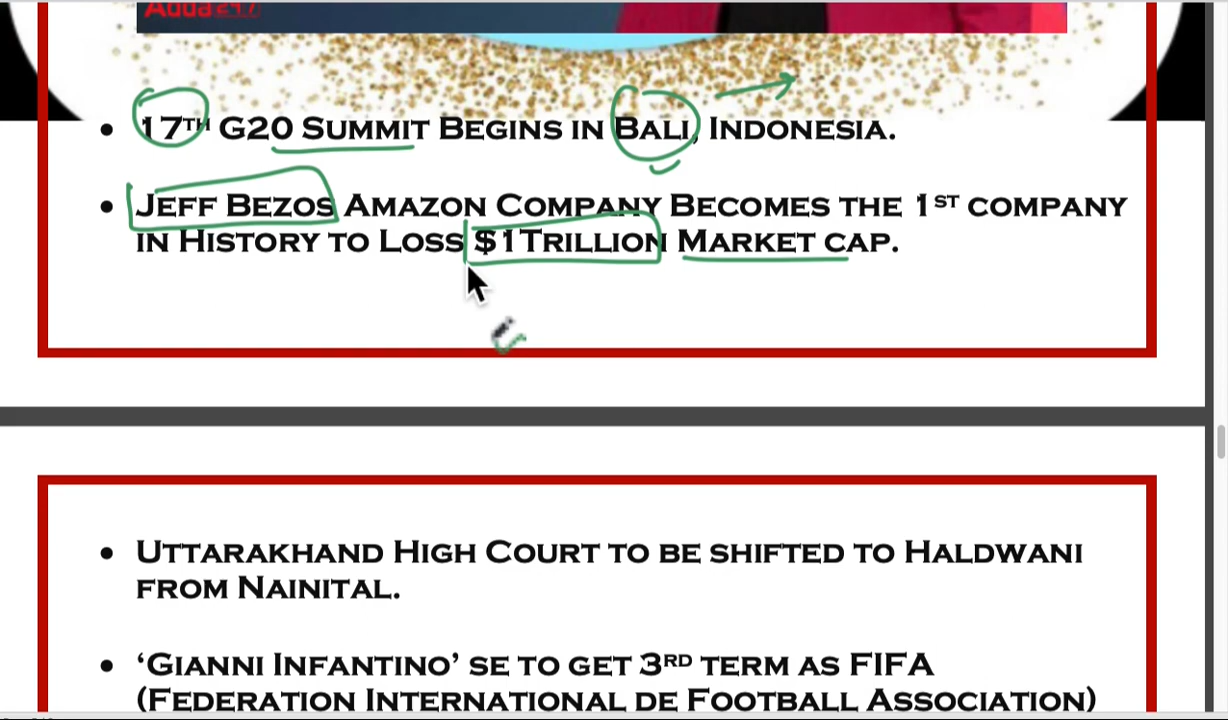 Adda247
• 17TH G20 SUMMIT BEGINS IN BALI, INDONESIA.
• JEFF BEZOS AMAZON COMPANY BECOMES THE 1ST COMPANY
IN HISTORY TO LOSS $1TRILLION MARKET CAP.
• UTTARAKHAND HIGH COURT TO BE SHIFTED TO HALDWANI
FROM NAINITAL.
• ‘GIANNI INFANTINO’ SE TO GET 3RD TERM AS FIFA
(FEDERATION INTERNATIONAL DE FOOTBALL ASSOCIATION)